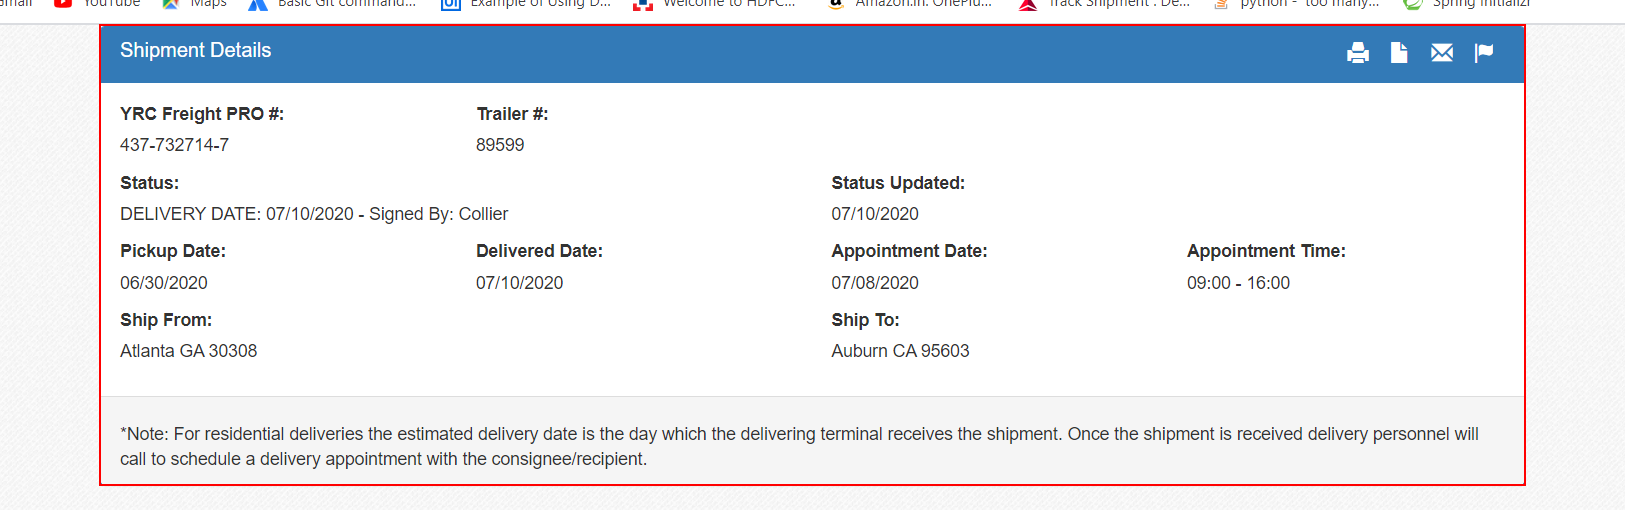 YouTube Maps Basic Git command... Example of Using D... Welcome to HDFC... Amazon.in: OnePlu... Track Shipment : De... python - "too many... Spring Initializr
Shipment Details
YRC Freight PRO #: Trailer #:
437-732714-7 89599
Status: Status Updated:
DELIVERY DATE: 07/10/2020 - Signed By: Collier 07/10/2020
Pickup Date: Delivered Date: Appointment Date: Appointment Time:
06/30/2020 07/10/2020 07/08/2020 09:00 - 16:00
Ship From: Ship To:
Atlanta GA 30308 Auburn CA 95603
*Note: For residential deliveries the estimated delivery date is the day which the delivering terminal receives the shipment. Once the shipment is received delivery personnel will
call to schedule a delivery appointment with the consignee/recipient.